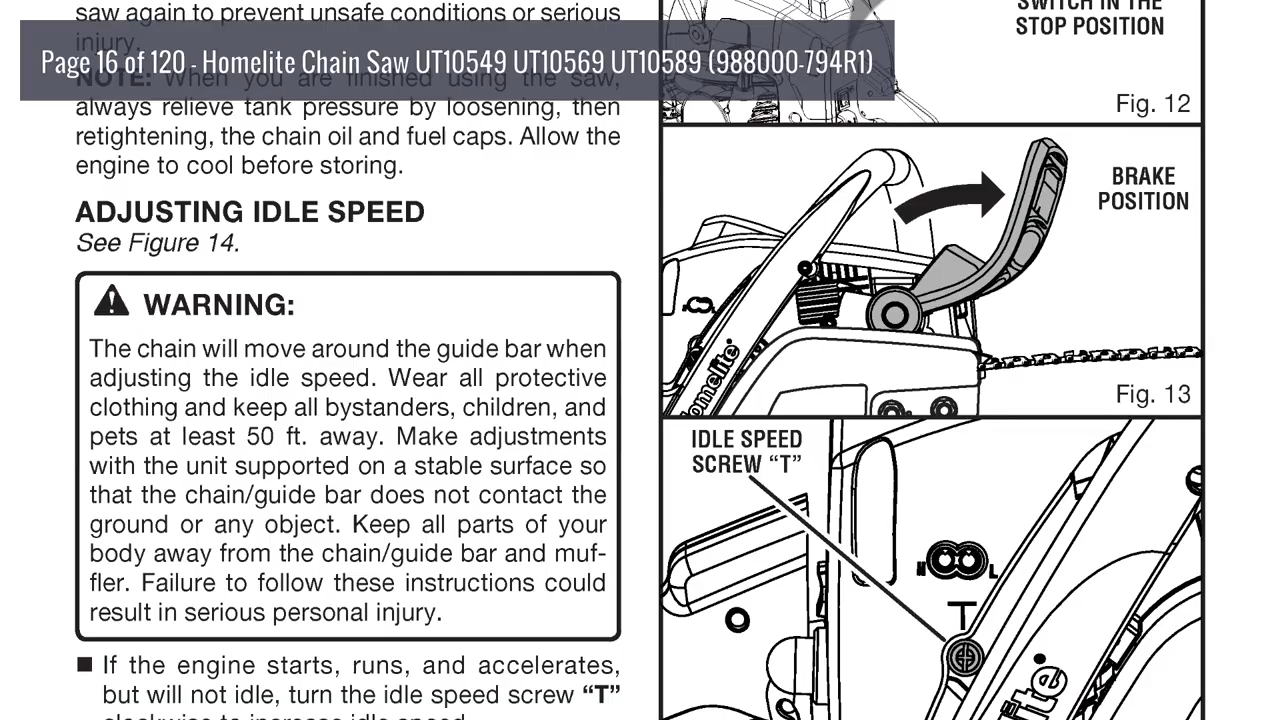 saw again to prevent unsafe conditions or serious
injury.
Page 16 of 120 - Homelite Chain Saw UT10549 UT10569 UT10589 (988000-794R1)
NOTE: When you are finished using the saw,
always relieve tank pressure by loosening, then
retightening, the chain oil and fuel caps. Allow the
engine to cool before storing.
ADJUSTING IDLE SPEED
See Figure 14.
WARNING:
The chain will move around the guide bar when
adjusting the idle speed. Wear all protective
clothing and keep all bystanders, children, and
pets at least 50 ft. away. Make adjustments
with the unit supported on a stable surface so
that the chain/guide bar does not contact the
ground or any object. Keep all parts of your
body away from the chain/guide bar and muf-
fler. Failure to follow these instructions could
result in serious personal injury.
■ If the engine starts, runs, and accelerates,
but will not idle, turn the idle speed screw “T”
clockwise to increase idle speed.
SWITCH IN THE
STOP POSITION
Fig. 12
BRAKE
POSITION
Homelite®
Fig. 13
IDLE SPEED
SCREW “T”
H L
T
lite®